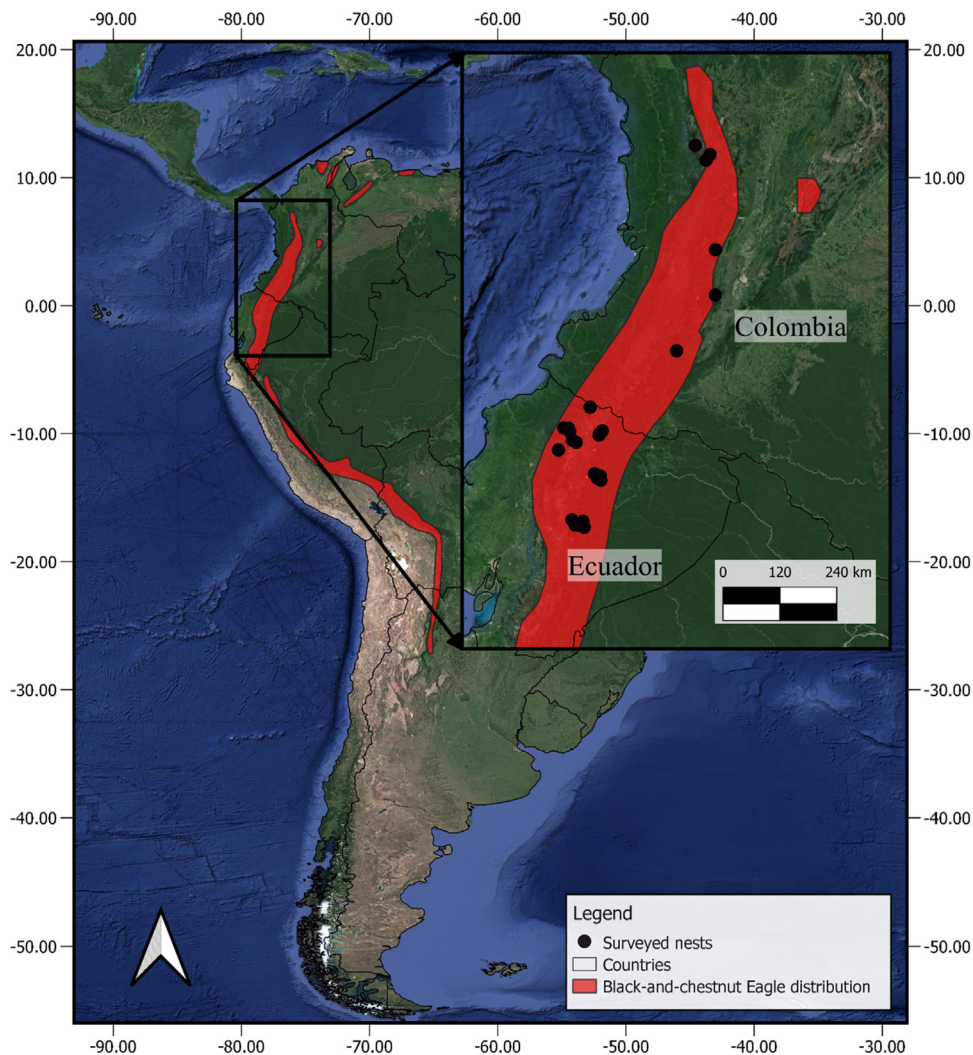 -90.00 -80.00 -70.00 -60.00 -50.00 -40.00 -30.00
20.00 20.00
10.00 10.00
0.00 0.00
Colombia
-10.00 -10.00
Ecuador
-20.00 -20.00
0 120 240 km
-30.00 -30.00
-40.00 -40.00
Legend
Surveyed nests
-50.00 -50.00
Countries
Black-and-chestnut Eagle distribution
-90.00 -80.00 -70.00 -60.00 -50.00 -40.00 -30.00